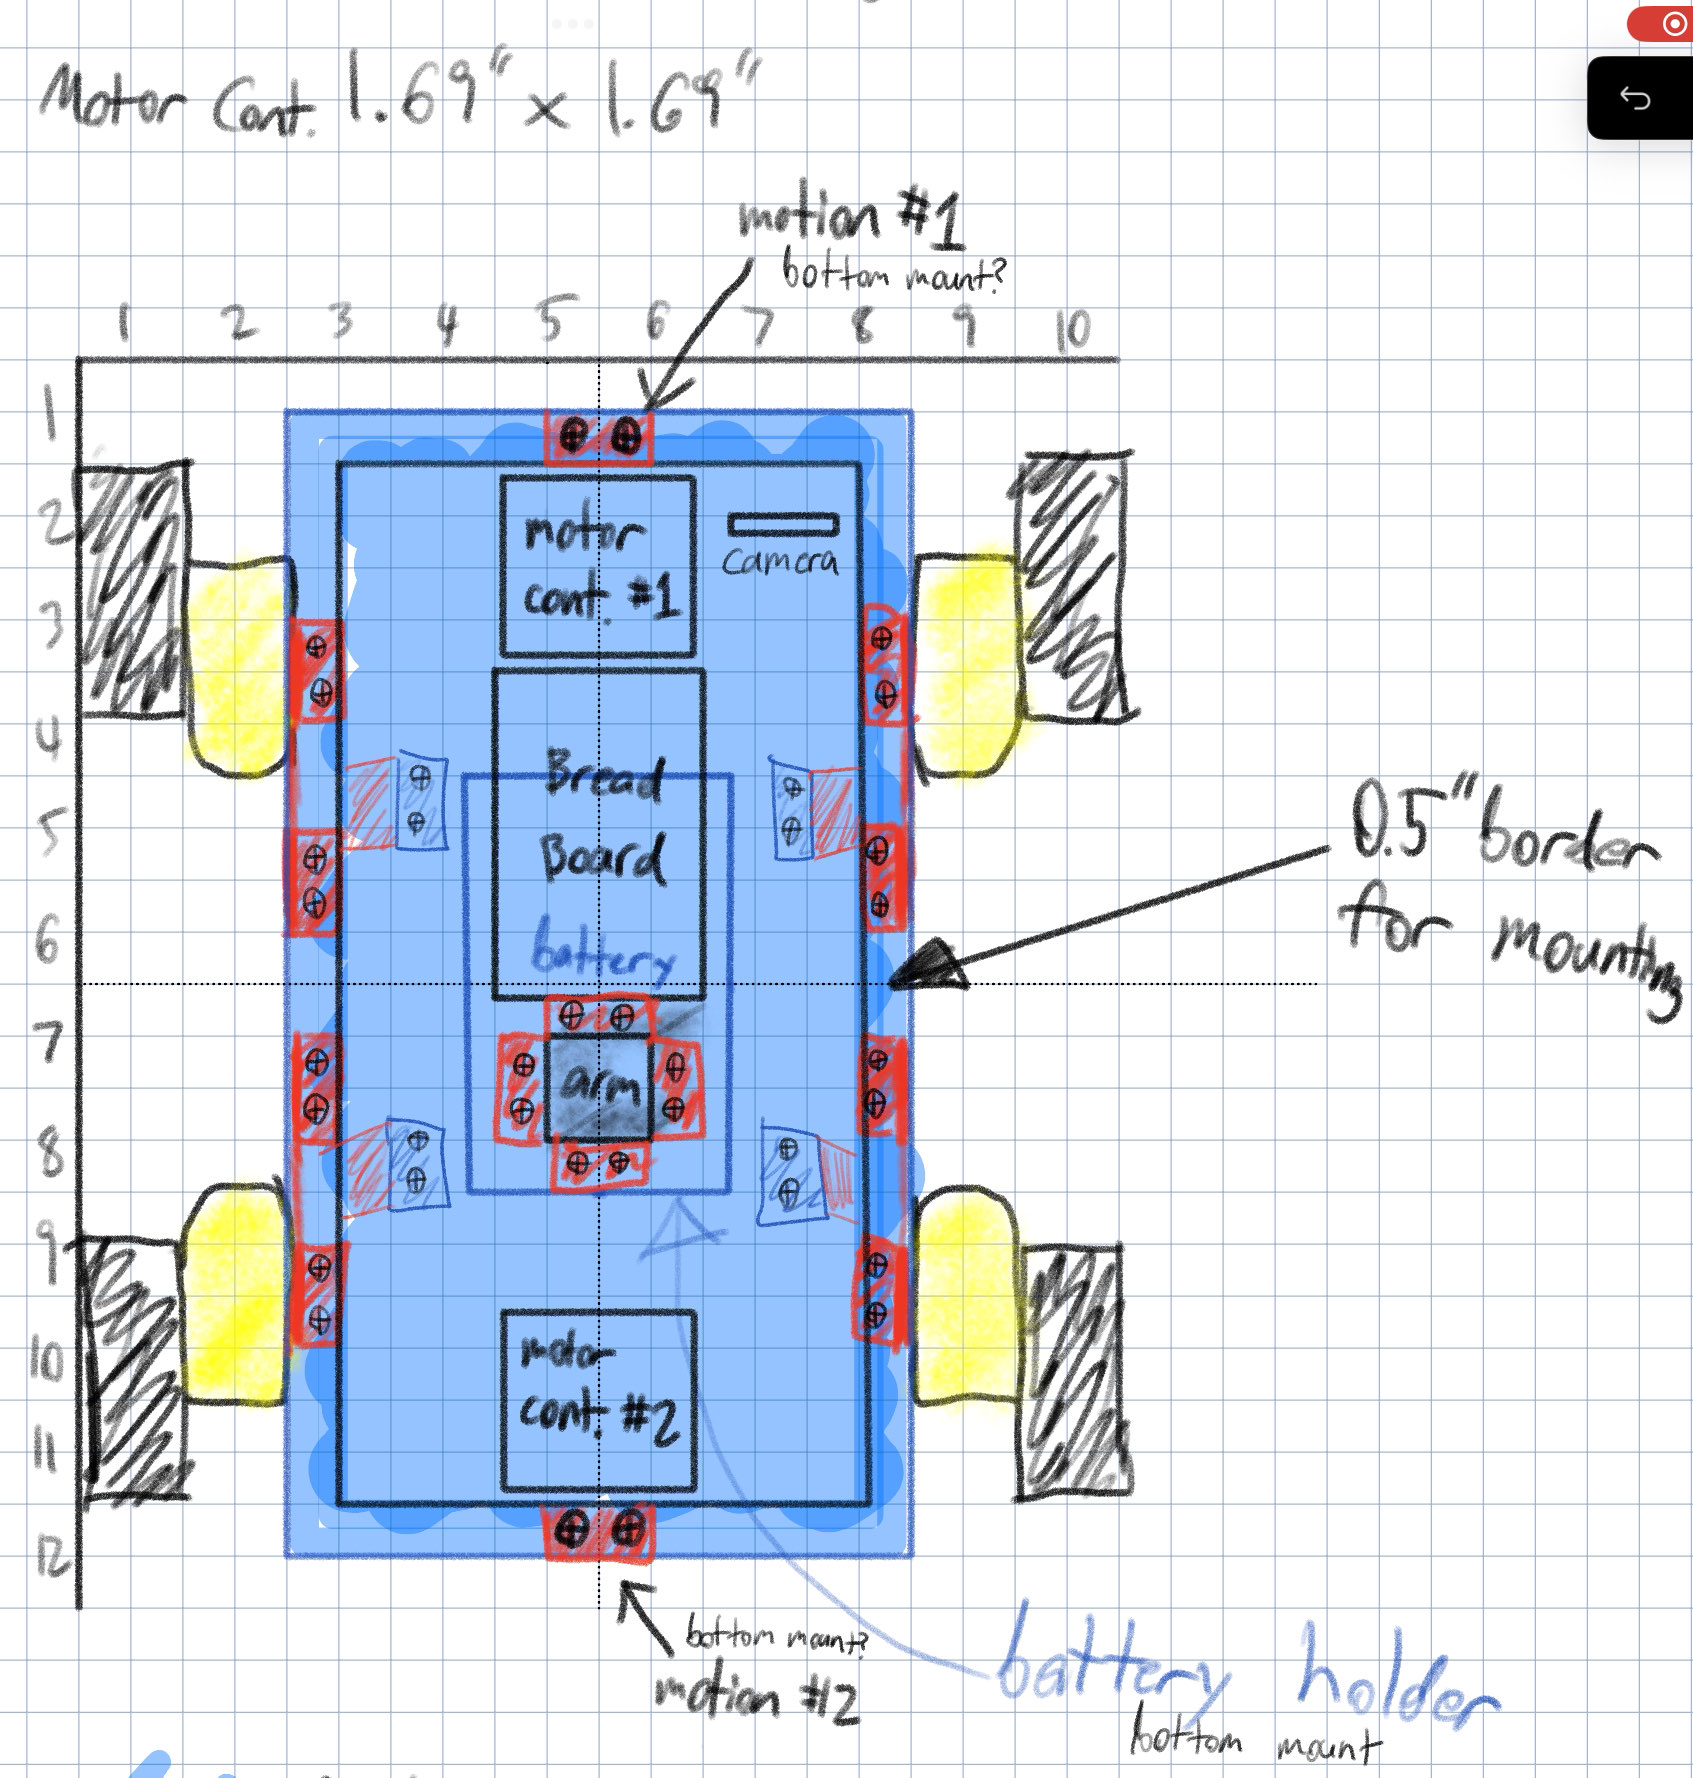 Motor Cont. 1.69" x 1.69"
motion #1
bottom mount?
1 2 3 4 5 6 7 8 9 10
1
2
3
4
5
6
7
8
9
10
11
12
motor
cont. #1
camera
Bread
Board
battery
arm
motor
cont. #2
0.5" border
for mounting
bottom mount?
motion #2
battery holder
bottom mount